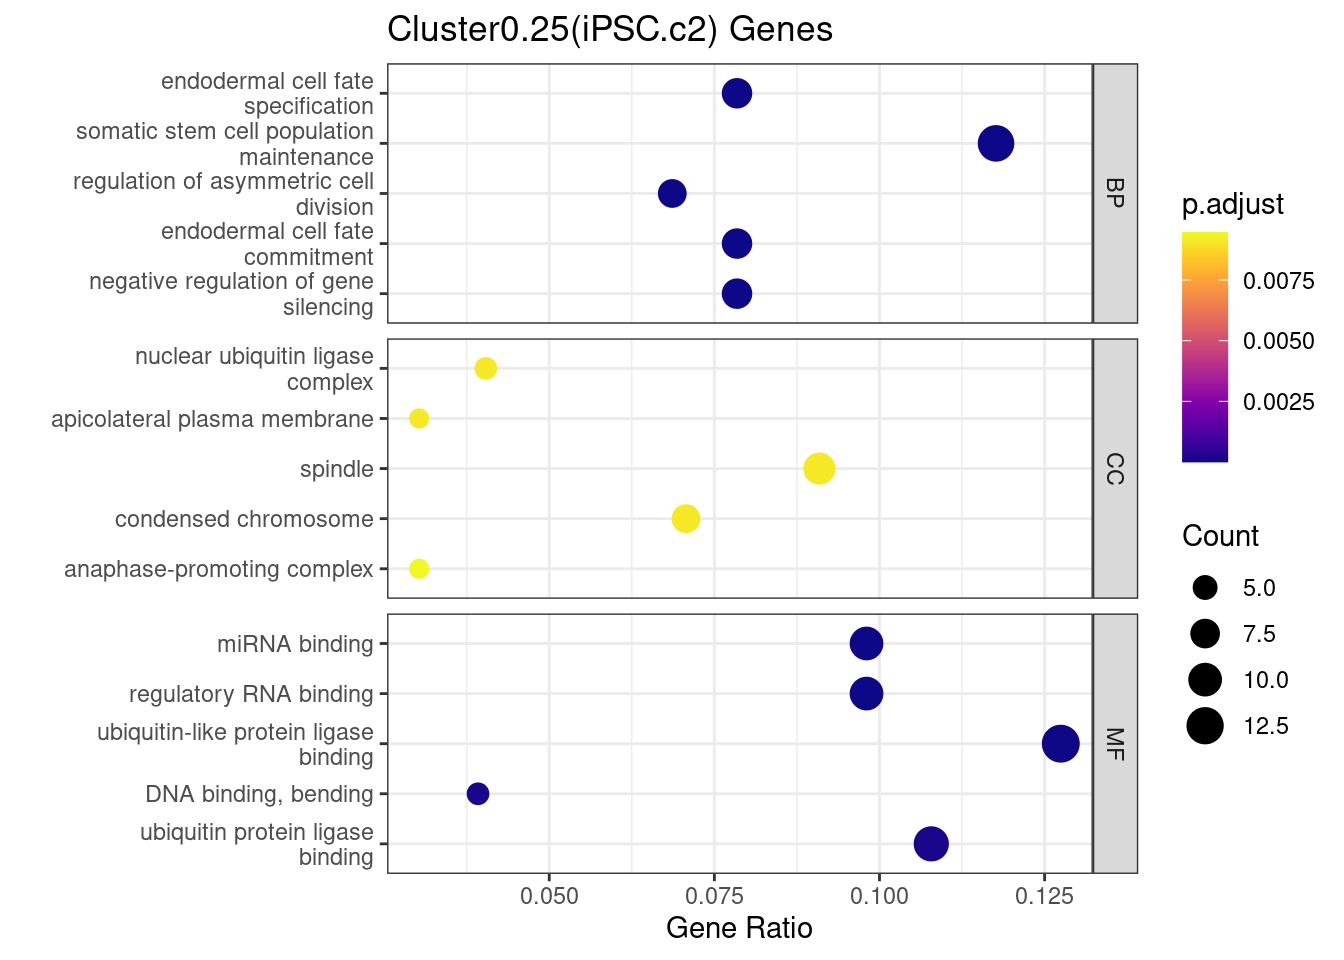 Cluster0.25(iPSC.c2) Genes
endodermal cell fate
specification
somatic stem cell population
maintenance
regulation of asymmetric cell
division
endodermal cell fate
commitment
negative regulation of gene
silencing
BP
nuclear ubiquitin ligase
complex
apicolateral plasma membrane
spindle
condensed chromosome
anaphase-promoting complex
CC
miRNA binding
regulatory RNA binding
ubiquitin-like protein ligase
binding
DNA binding, bending
ubiquitin protein ligase
binding
MF
0.050
0.075
0.100
0.125
Gene Ratio
p.adjust
0.0075
0.0050
0.0025
Count
5.0
7.5
10.0
12.5